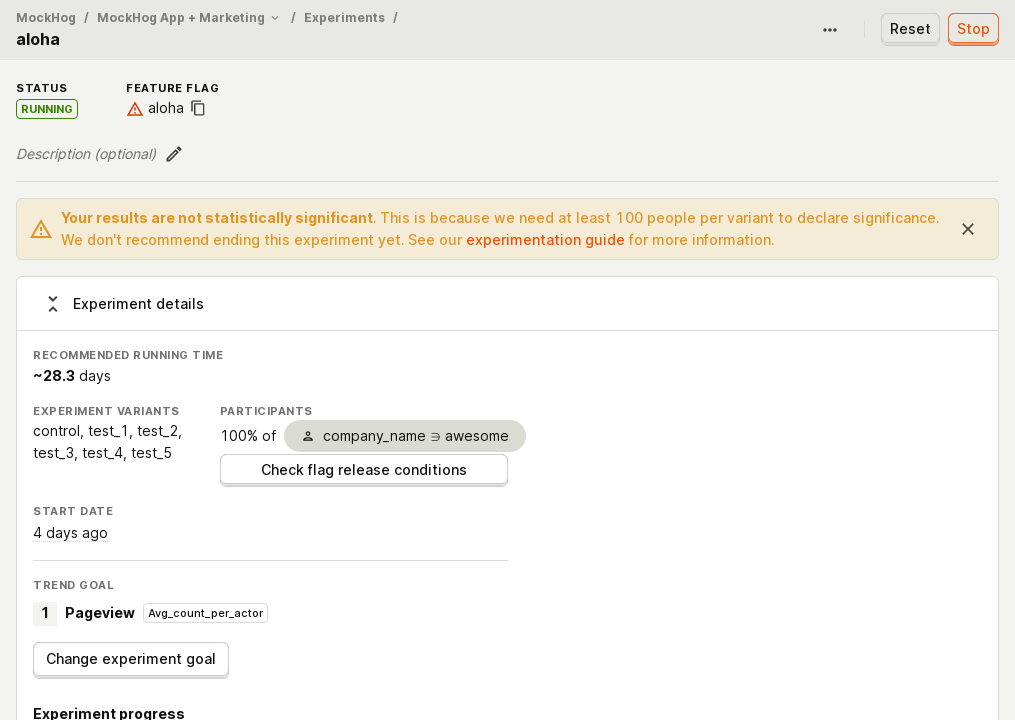 MockHog / MockHog App + Marketing / Experiments /
aloha
Reset
Stop
STATUS
FEATURE FLAG
RUNNING
aloha
Description (optional)
Your results are not statistically significant. This is because we need at least 100 people per variant to declare significance.
We don't recommend ending this experiment yet. See our experimentation guide for more information.
Experiment details
RECOMMENDED RUNNING TIME
~28.3 days
EXPERIMENT VARIANTS
control, test_1, test_2,
test_3, test_4, test_5
PARTICIPANTS
100% of company_name ∋ awesome
Check flag release conditions
START DATE
4 days ago
TREND GOAL
1 Pageview Avg_count_per_actor
Change experiment goal
Experiment progress